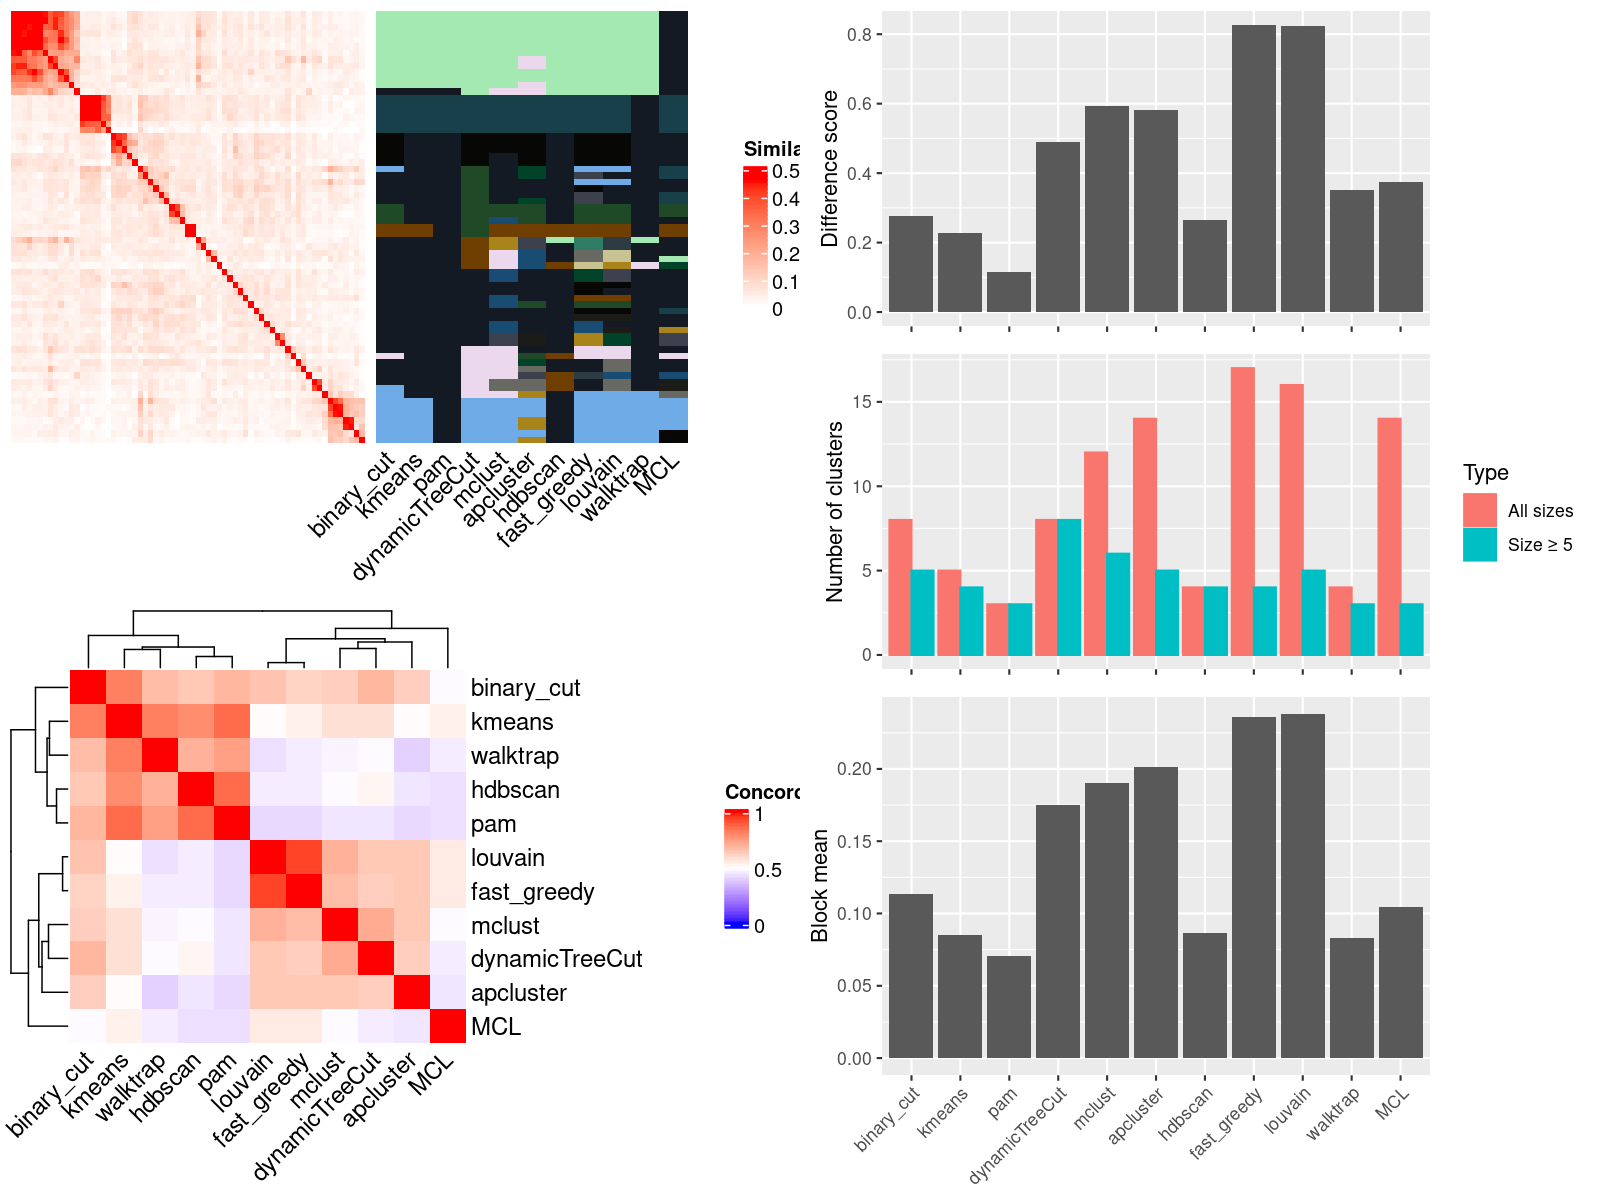 Simila
0.5
0.4
0.3
0.2
0.1
0
binary_cut
kmeans
pam
dynamicTreeCut
mclust
apcluster
hdbscan
fast_greedy
louvain
walktrap
MCL
Difference score
0.8
0.6
0.4
0.2
0.0
Number of clusters
15
10
5
0
Type
All sizes
Size ≥ 5
binary_cut
kmeans
walktrap
hdbscan
pam
louvain
fast_greedy
mclust
dynamicTreeCut
apcluster
MCL
binary_cut
kmeans
walktrap
hdbscan
pam
louvain
fast_greedy
mclust
dynamicTreeCut
apcluster
MCL
Concord
1
0.5
0
Block mean
0.20
0.15
0.10
0.05
0.00
binary_cut
kmeans
pam
dynamicTreeCut
mclust
apcluster
hdbscan
fast_greedy
louvain
walktrap
MCL